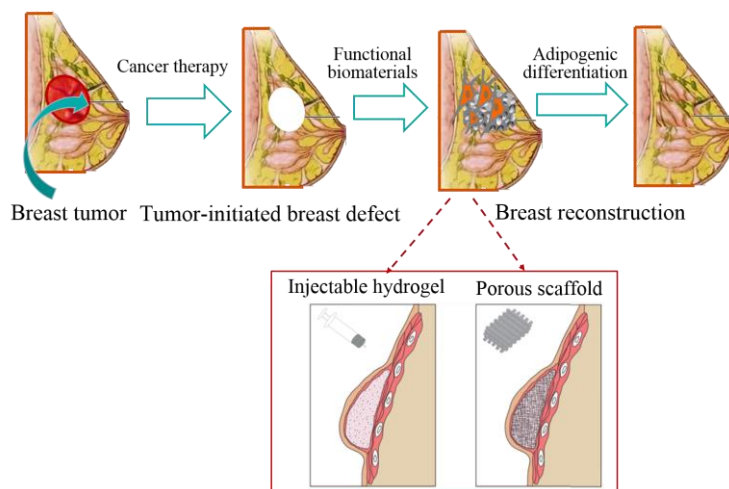 Cancer therapy
Functional
biomaterials
Adipogenic
differentiation
Breast tumor
Tumor-initiated breast defect
Breast reconstruction
Injectable hydrogel
Porous scaffold